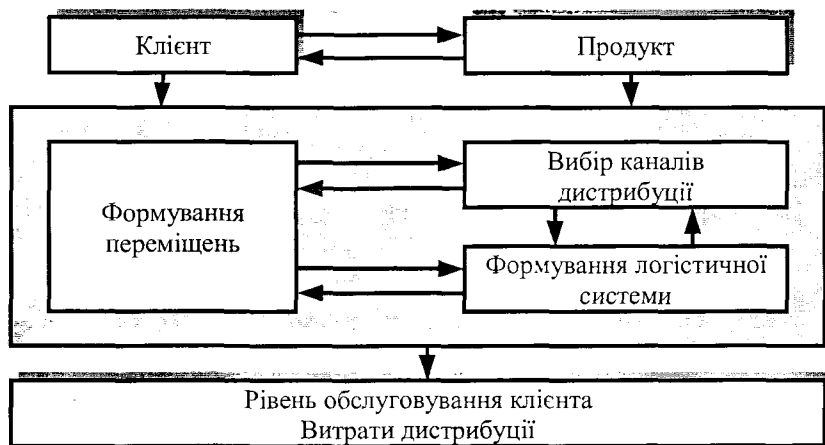 Клієнт
Продукт
Формування
переміщень
Вибір каналів
дистрибуції
Формування логістичної
системи
Рівень обслуговування клієнта
Витрати дистрибуції